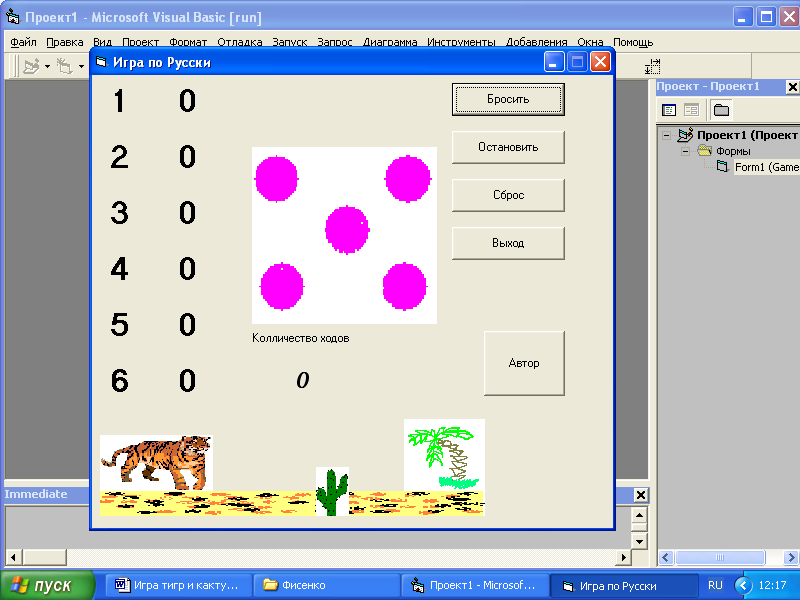 Проект1 - Microsoft Visual Basic [run]
Файл Правка Вид Проект Формат Отладка Запуск Запрос Диаграмма Инструменты Добавления Окна Помощь
Игра по Русски
1 0
2 0
3 0
4 0
5 0
6 0
Колличество ходов
0
Бросить
Остановить
Сброс
Выход
Автор
Проект - Проект1
Проект1 (Проект
Формы
Form1 (Game
Immediate
пуск
Игра тигр и какту...
Фисенко
Проект1 - Microsof...
Игра по Русски
RU
12:17